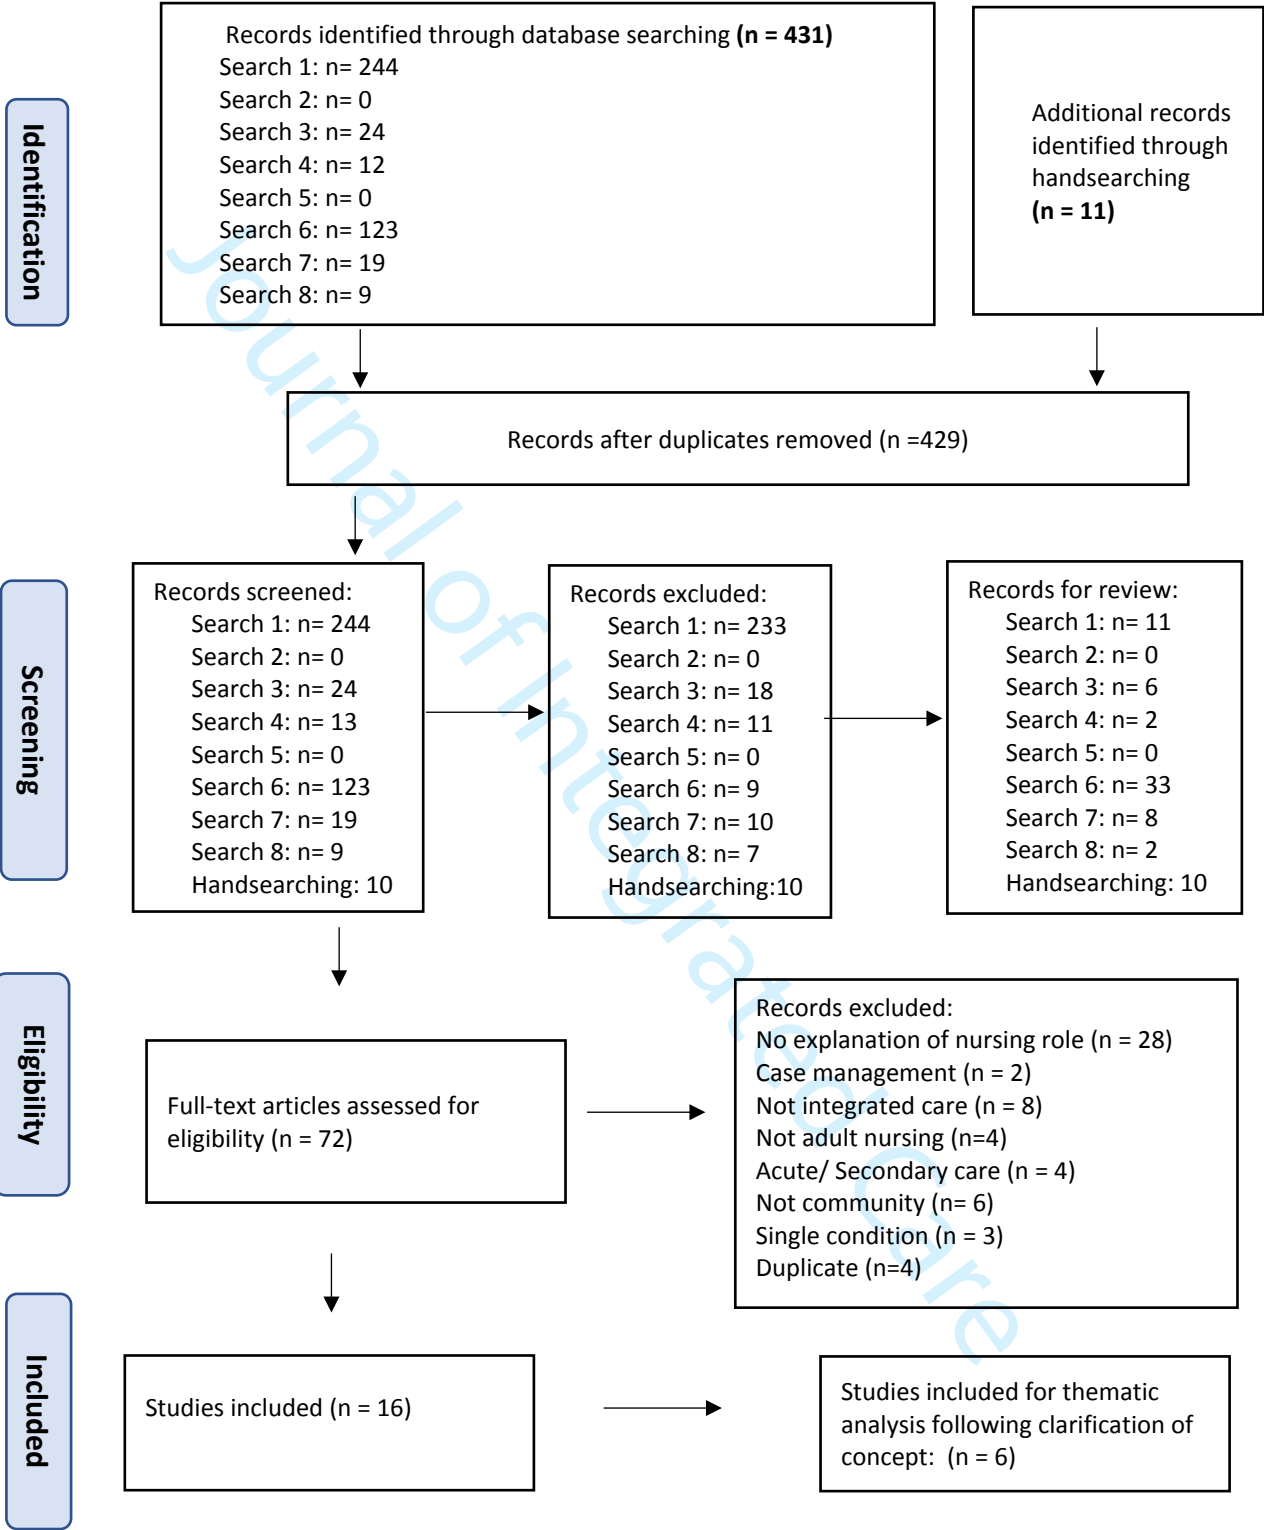 Identification
Records identified through database searching (n = 431)
Search 1: n= 244
Search 2: n= 0
Search 3: n= 24
Search 4: n= 12
Search 5: n= 0
Search 6: n= 123
Search 7: n= 19
Search 8: n= 9
Additional records
identified through
handsearching
(n = 11)
Records after duplicates removed (n =429)
Screening
Records screened:
Search 1: n= 244
Search 2: n= 0
Search 3: n= 24
Search 4: n= 13
Search 5: n= 0
Search 6: n= 123
Search 7: n= 19
Search 8: n= 9
Handsearching: 10
Records excluded:
Search 1: n= 233
Search 2: n= 0
Search 3: n= 18
Search 4: n= 11
Search 5: n= 0
Search 6: n= 9
Search 7: n= 10
Search 8: n= 7
Handsearching:10
Records for review:
Search 1: n= 11
Search 2: n= 0
Search 3: n= 6
Search 4: n= 2
Search 5: n= 0
Search 6: n= 33
Search 7: n= 8
Search 8: n= 2
Handsearching: 10
Eligibility
Full-text articles assessed for
eligibility (n = 72)
Records excluded:
No explanation of nursing role (n = 28)
Case management (n = 2)
Not integrated care (n = 8)
Not adult nursing (n=4)
Acute/ Secondary care (n = 4)
Not community (n= 6)
Single condition (n = 3)
Duplicate (n=4)
Included
Studies included (n = 16)
Studies included for thematic
analysis following clarification of
concept: (n = 6)
Journal of Integrated Care